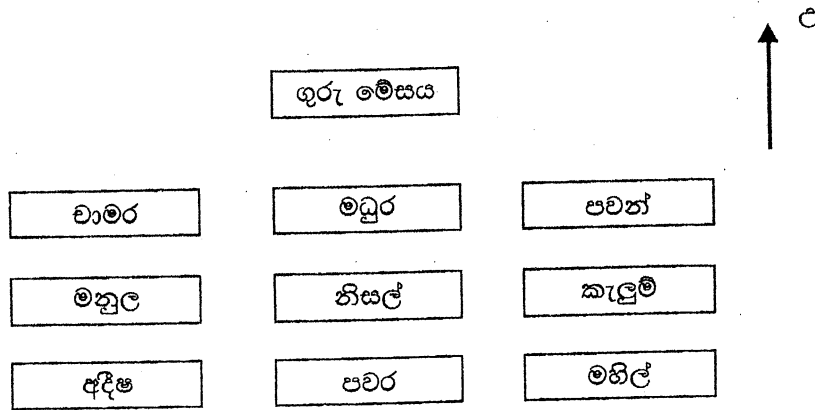 උ
ගුරු මේසය
චාමර මධුර පවන්
මනුල නිසල් කැලුම්
අදීෂ පවර මහිල්